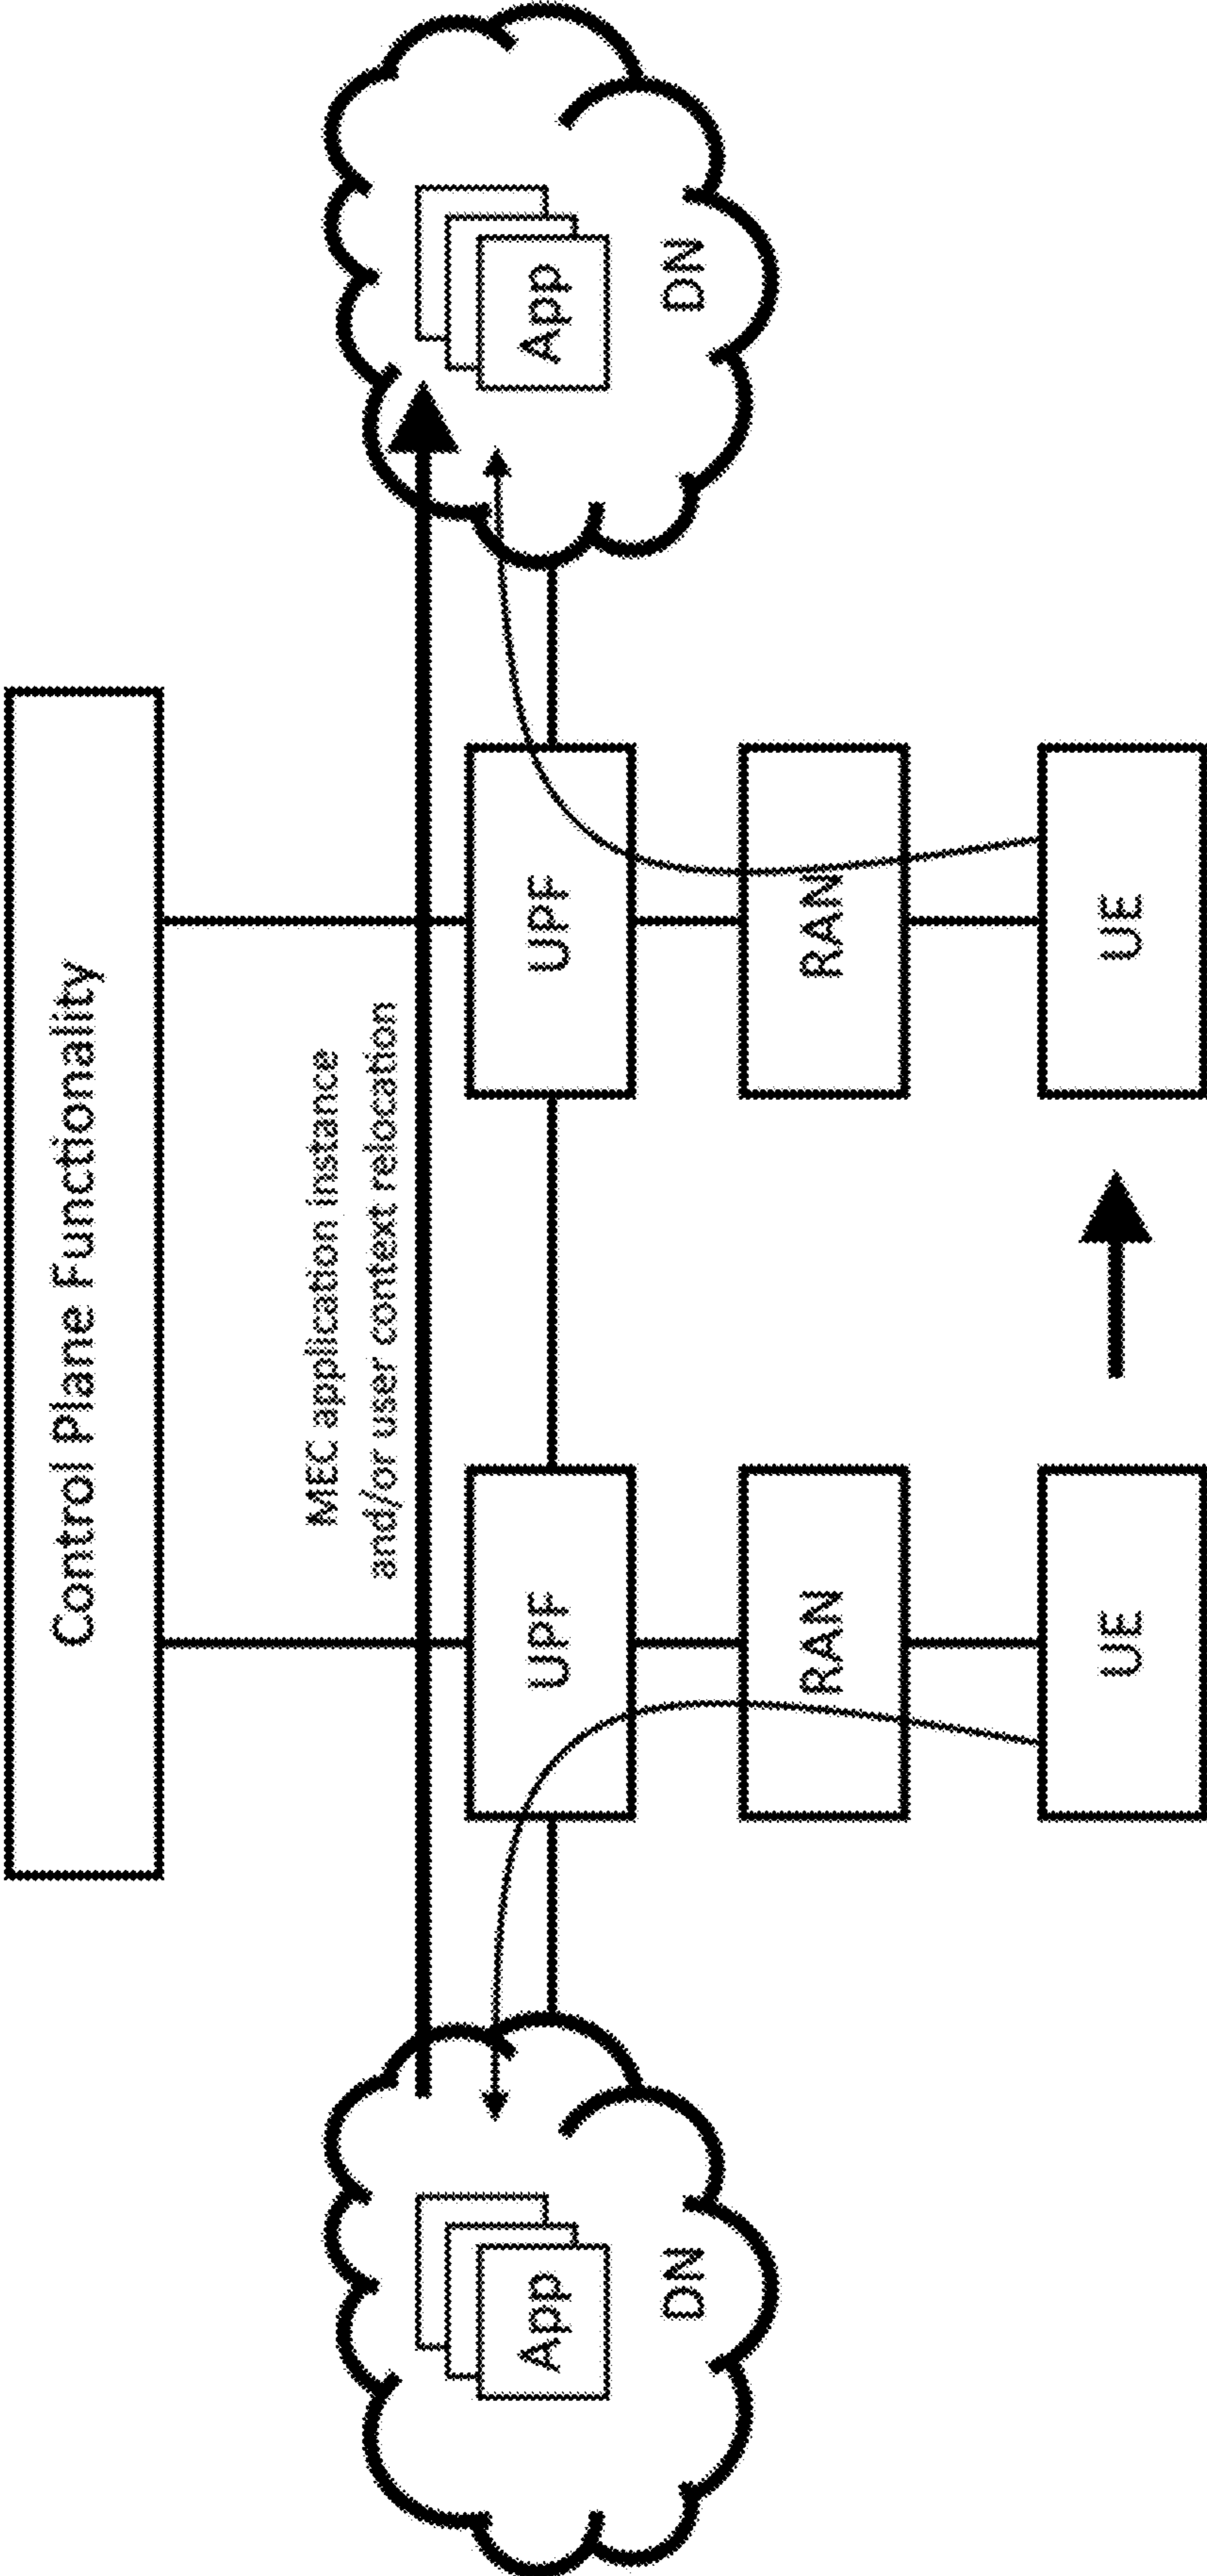 Control Plane Functionality
MEC application instance
and/or user context relocation
App
DN
UPF
UPF
App
DN
RAN
RAN
UE
UE